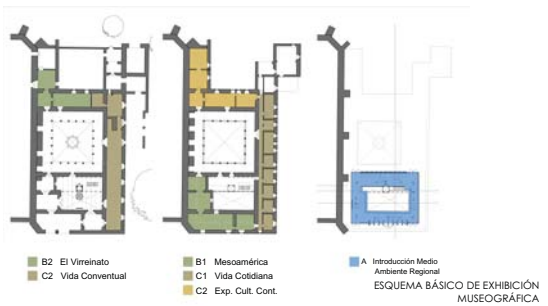 B2 El Virreinato
C2 Vida Conventual
B1 Mesoamérica
C1 Vida Cotidiana
C2 Exp. Cult. Cont.
A Introducción Medio
Ambiente Regional
ESQUEMA BÁSICO DE EXHIBICIÓN
MUSEOGRÁFICA